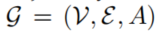 𝒢 = (𝒱, ℰ, A)